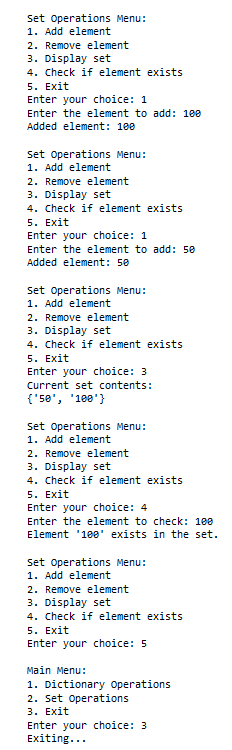 Set Operations Menu:
1. Add element
2. Remove element
3. Display set
4. Check if element exists
5. Exit
Enter your choice: 1
Enter the element to add: 100
Added element: 100
Set Operations Menu:
1. Add element
2. Remove element
3. Display set
4. Check if element exists
5. Exit
Enter your choice: 1
Enter the element to add: 50
Added element: 50
Set Operations Menu:
1. Add element
2. Remove element
3. Display set
4. Check if element exists
5. Exit
Enter your choice: 3
Current set contents:
{'50', '100'}
Set Operations Menu:
1. Add element
2. Remove element
3. Display set
4. Check if element exists
5. Exit
Enter your choice: 4
Enter the element to check: 100
Element '100' exists in the set.
Set Operations Menu:
1. Add element
2. Remove element
3. Display set
4. Check if element exists
5. Exit
Enter your choice: 5
Main Menu:
1. Dictionary Operations
2. Set Operations
3. Exit
Enter your choice: 3
Exiting...